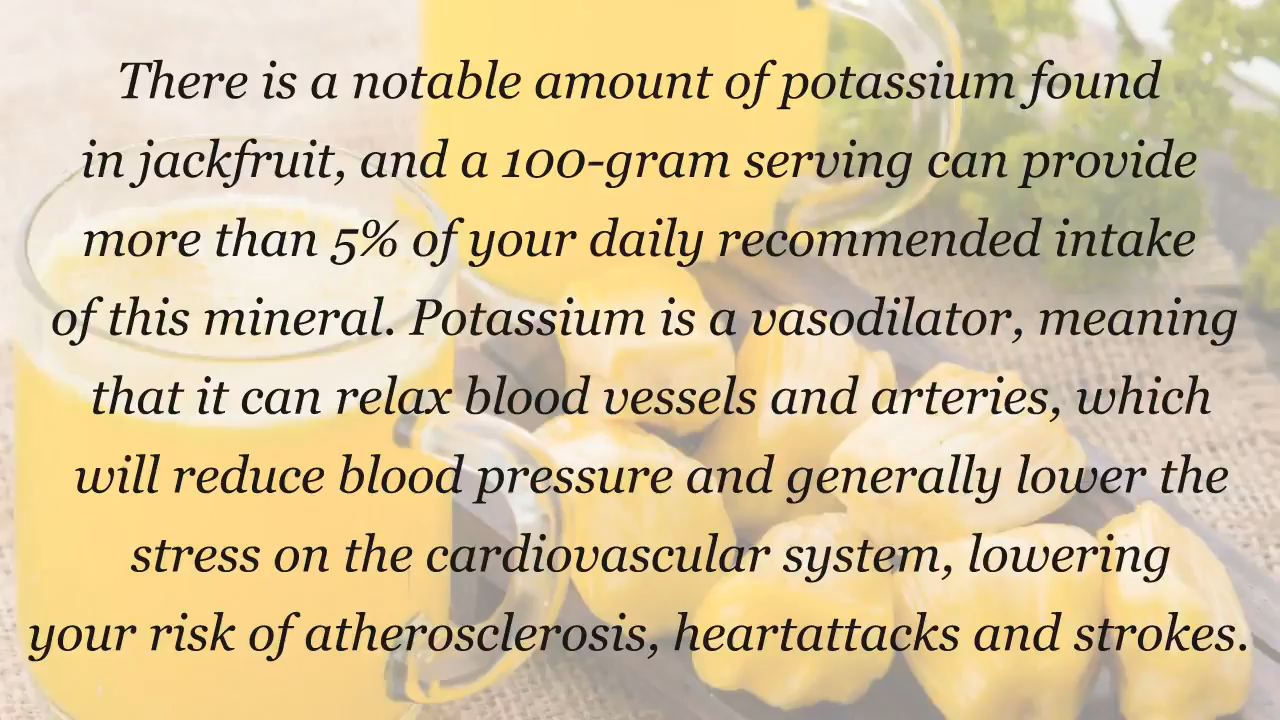 There is a notable amount of potassium found
in jackfruit, and a 100-gram serving can provide
more than 5% of your daily recommended intake
of this mineral. Potassium is a vasodilator, meaning
that it can relax blood vessels and arteries, which
will reduce blood pressure and generally lower the
stress on the cardiovascular system, lowering
your risk of atherosclerosis, heartattacks and strokes.